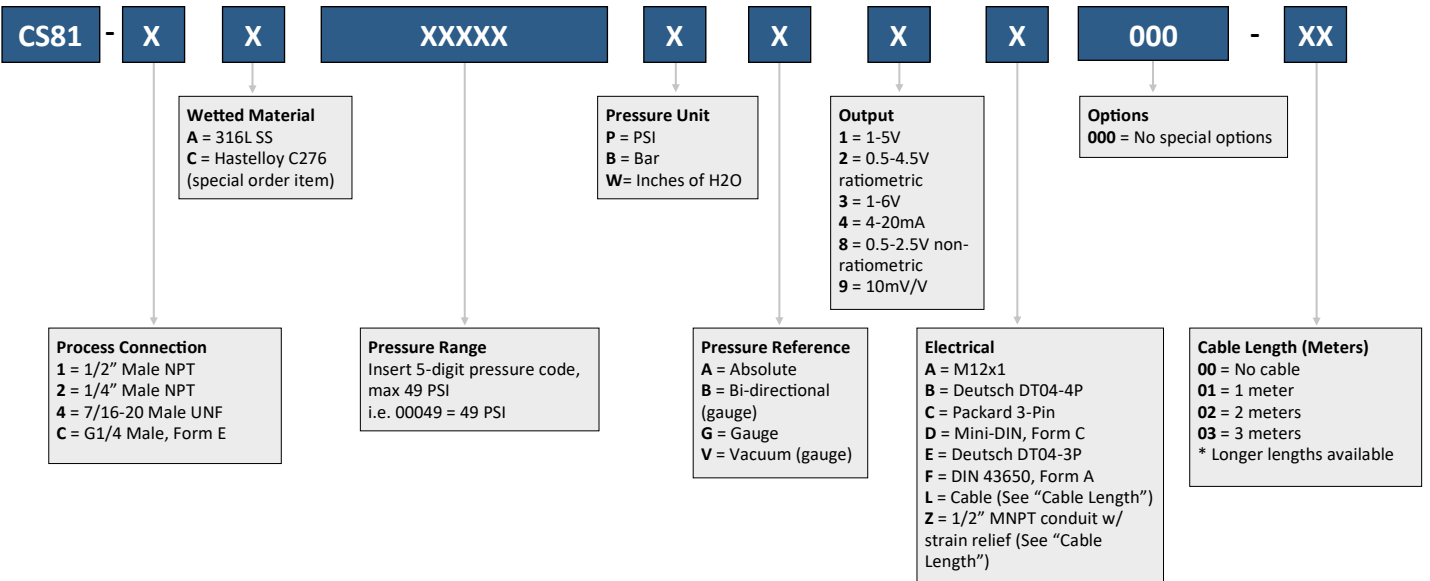 CS81 - X X XXXXX X X X X 000 - XX
Wetted Material
A = 316L SS
C = Hastelloy C276
(special order item)
Pressure Unit
P = PSI
B = Bar
W= Inches of H2O
Output
1 = 1-5V
2 = 0.5-4.5V
ratiometric
3 = 1-6V
4 = 4-20mA
8 = 0.5-2.5V non-
ratiometric
9 = 10mV/V
Options
000 = No special options
Process Connection
1 = 1/2” Male NPT
2 = 1/4” Male NPT
4 = 7/16-20 Male UNF
C = G1/4 Male, Form E
Pressure Range
Insert 5-digit pressure code,
max 49 PSI
i.e. 00049 = 49 PSI
Pressure Reference
A = Absolute
B = Bi-directional
(gauge)
G = Gauge
V = Vacuum (gauge)
Electrical
A = M12x1
B = Deutsch DT04-4P
C = Packard 3-Pin
D = Mini-DIN, Form C
E = Deutsch DT04-3P
F = DIN 43650, Form A
L = Cable (See “Cable Length”)
Z = 1/2” MNPT conduit w/
strain relief (See “Cable
Length”)
Cable Length (Meters)
00 = No cable
01 = 1 meter
02 = 2 meters
03 = 3 meters
* Longer lengths available